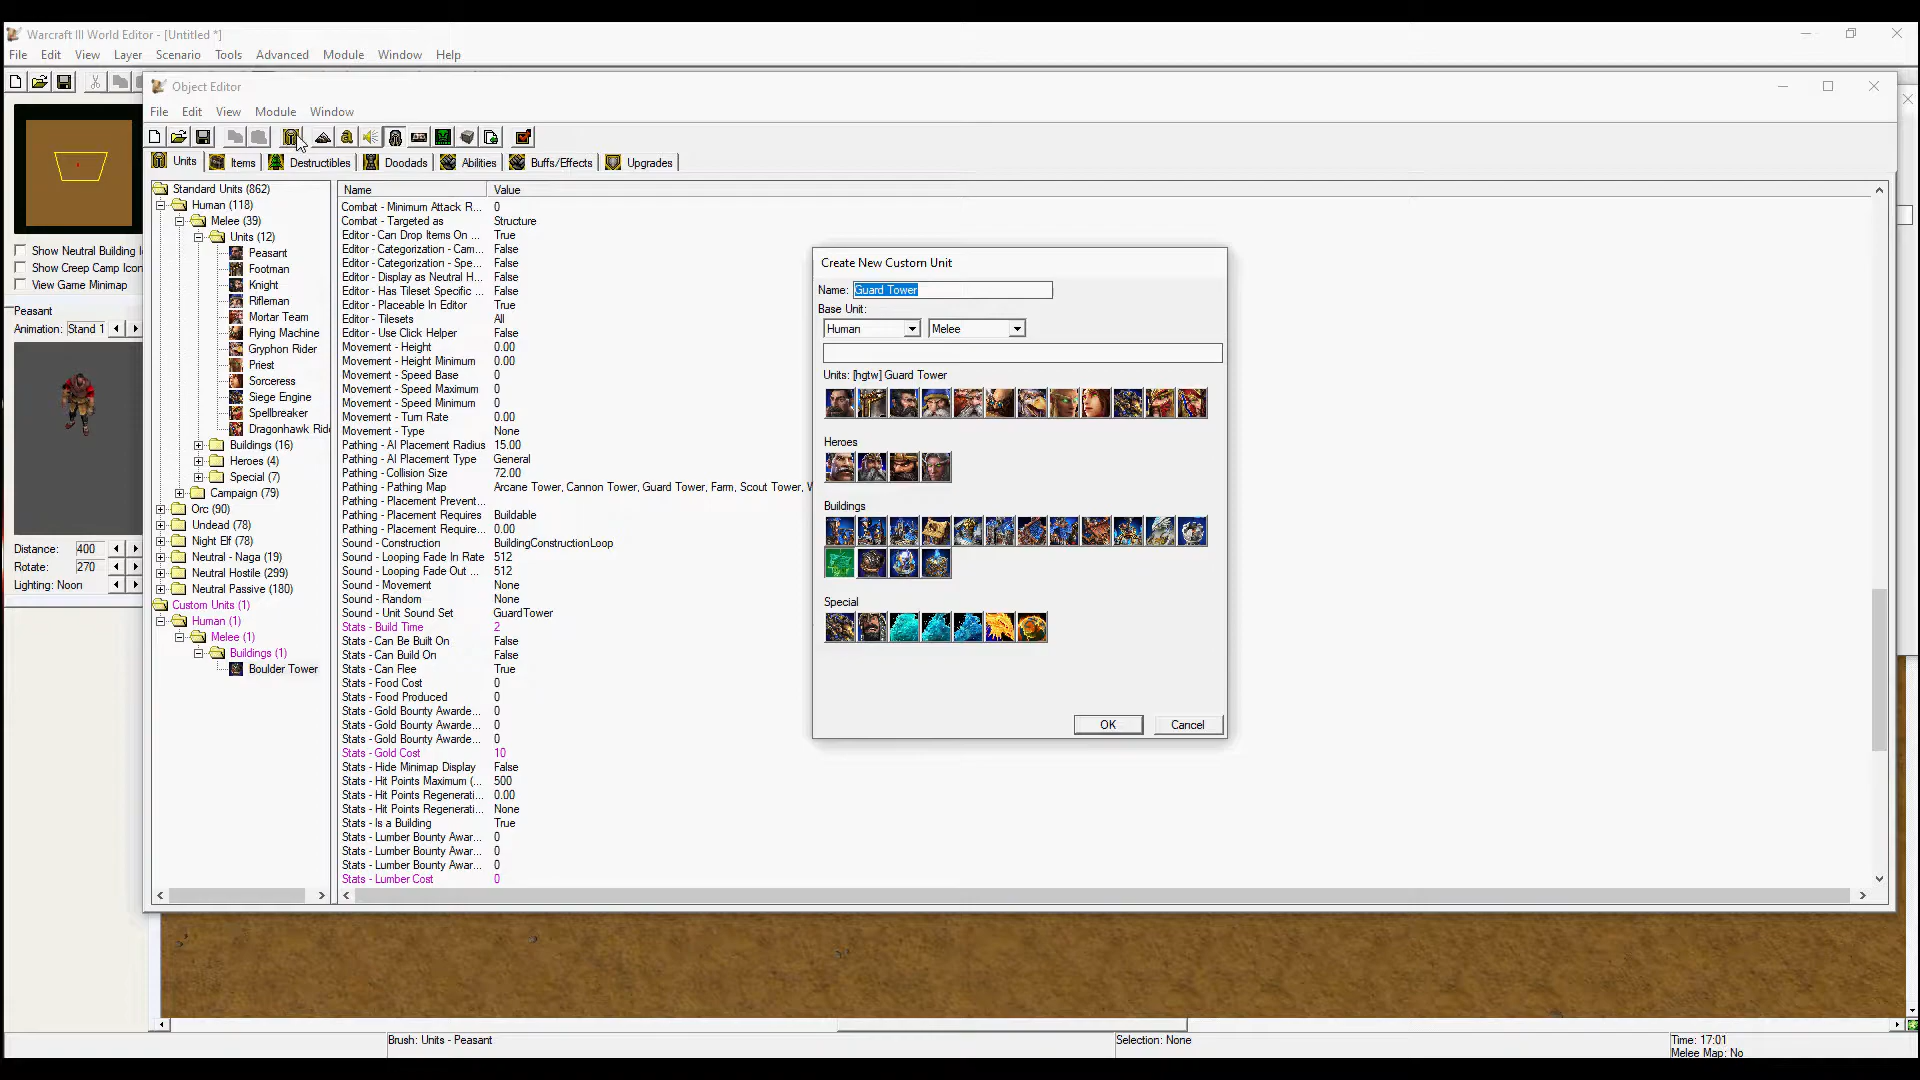 Warcraft III World Editor - [Untitled *]
File Edit View Layer Scenario Tools Advanced Module Window Help
Object Editor
File Edit View Module Window
Units Items Destructibles Doodads Abilities Buffs/Effects Upgrades
Show Neutral Building
Show Creep Camp Icon
View Game Minimap
Peasant
Animation: Stand 1
Distance: 400
Rotate: 270
Lighting: Noon
Standard Units (862)
Human (118)
Melee (39)
Units (12)
Peasant
Footman
Knight
Rifleman
Mortar Team
Flying Machine
Gryphon Rider
Priest
Sorceress
Siege Engine
Spellbreaker
Dragonhawk Ride
Buildings (16)
Heroes (4)
Special (7)
Campaign (79)
Orc (90)
Undead (78)
Night Elf (78)
Neutral - Naga (19)
Neutral Hostile (299)
Neutral Passive (180)
Custom Units (1)
Human (1)
Melee (1)
Buildings (1)
Boulder Tower
Name Value
Combat - Minimum Attack R... 0
Combat - Targeted as Structure
Editor - Can Drop Items On ... True
Editor - Categorization - Cam... False
Editor - Categorization - Spe... False
Editor - Display as Neutral H... False
Editor - Has Tileset Specific ... False
Editor - Placeable In Editor True
Editor - Tilesets All
Editor - Use Click Helper False
Movement - Height 0.00
Movement - Height Minimum 0.00
Movement - Speed Base 0
Movement - Speed Maximum 0
Movement - Speed Minimum 0
Movement - Turn Rate 0.00
Movement - Type None
Pathing - AI Placement Radius 15.00
Pathing - AI Placement Type General
Pathing - Collision Size 72.00
Pathing - Pathing Map Arcane Tower, Cannon Tower, Guard Tower, Farm, Scout Tower, W
Pathing - Placement Prevent...
Pathing - Placement Requires Buildable
Pathing - Placement Require... 0.00
Sound - Construction BuildingConstructionLoop
Sound - Looping Fade In Rate 512
Sound - Looping Fade Out ... 512
Sound - Movement None
Sound - Random None
Sound - Unit Sound Set GuardTower
Stats - Build Time 2
Stats - Can Be Built On False
Stats - Can Build On False
Stats - Can Flee True
Stats - Food Cost 0
Stats - Food Produced 0
Stats - Gold Bounty Awarde... 0
Stats - Gold Bounty Awarde... 0
Stats - Gold Bounty Awarde... 0
Stats - Gold Cost 10
Stats - Hide Minimap Display False
Stats - Hit Points Maximum (... 500
Stats - Hit Points Regenerati... 0.00
Stats - Hit Points Regenerati... None
Stats - Is a Building True
Stats - Lumber Bounty Awar... 0
Stats - Lumber Bounty Awar... 0
Stats - Lumber Bounty Awar... 0
Stats - Lumber Cost 0
Create New Custom Unit
Name: Guard Tower
Base Unit:
Human Melee
Units: [hgtw] Guard Tower
Heroes
Buildings
Special
OK Cancel
Brush: Units - Peasant
Selection: None
Time: 17:01
Melee Map: No